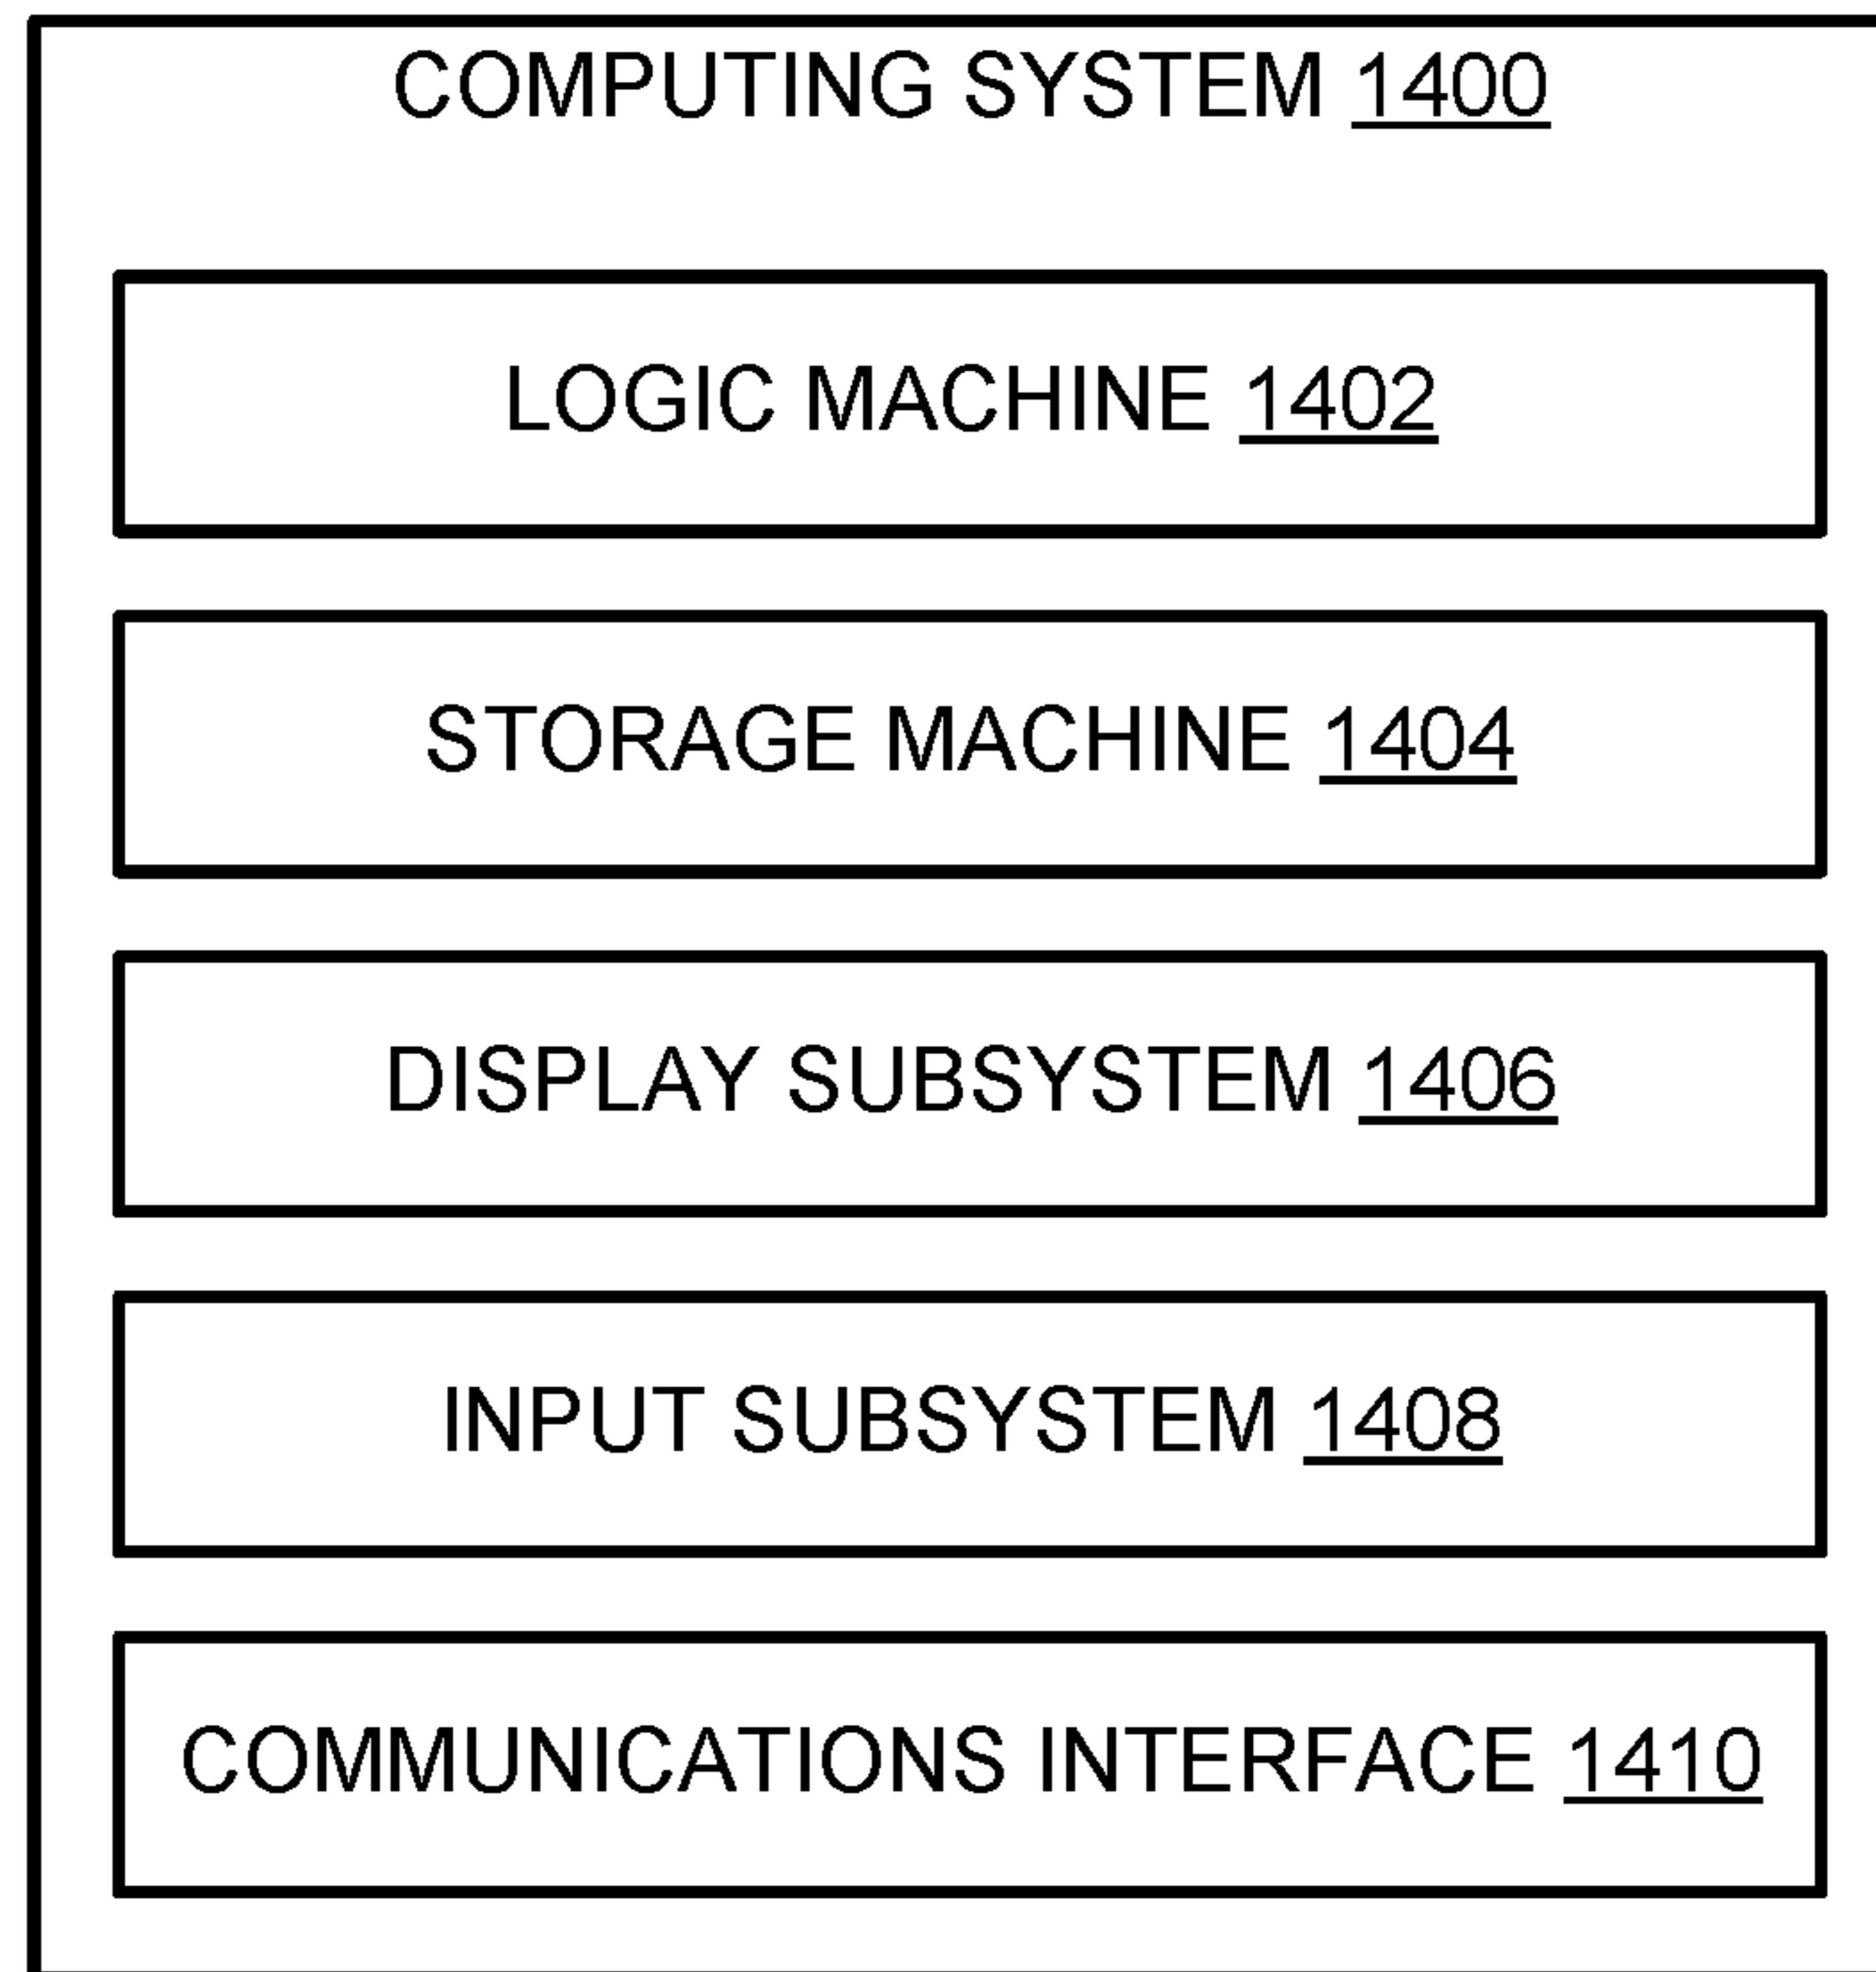 COMPUTING SYSTEM 1400
LOGIC MACHINE 1402
STORAGE MACHINE 1404
DISPLAY SUBSYSTEM 1406
INPUT SUBSYSTEM 1408
COMMUNICATIONS INTERFACE 1410